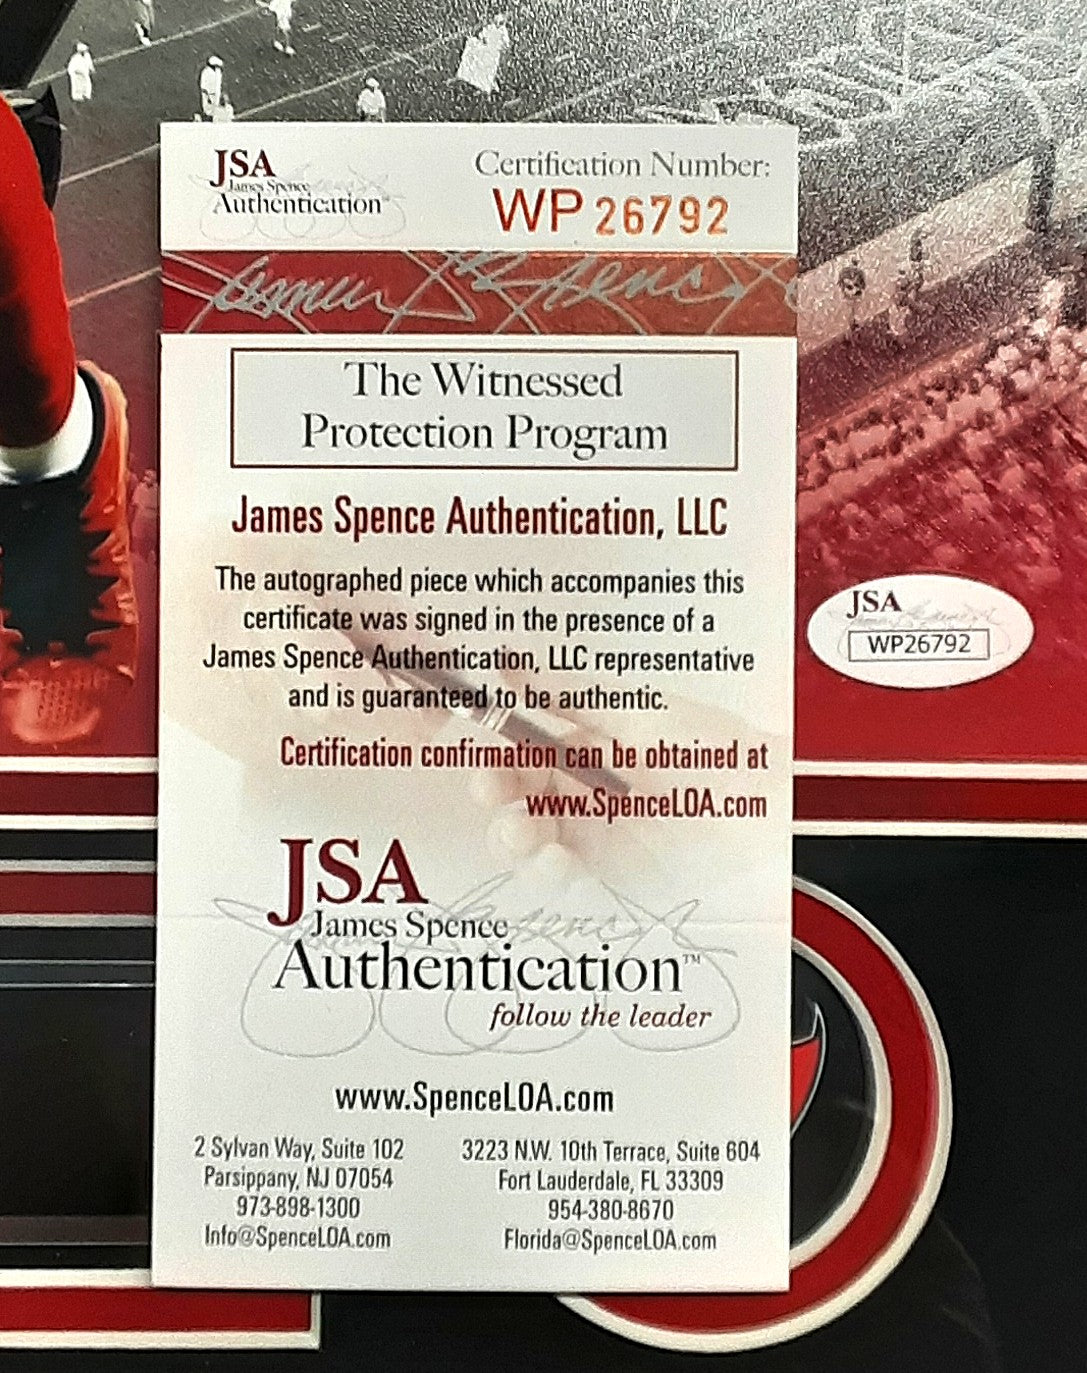 JSA
James Spence
Authentication™
Certification Number:
WP 26792
James Spence
The Witnessed
Protection Program
James Spence Authentication, LLC
The autographed piece which accompanies this
certificate was signed in the presence of a
James Spence Authentication, LLC representative
and is guaranteed to be authentic.
Certification confirmation can be obtained at
www.SpenceLOA.com
JSA
James Spence
Authentication™
follow the leader
www.SpenceLOA.com
2 Sylvan Way, Suite 102
Parsippany, NJ 07054
973-898-1300
Info@SpenceLOA.com
3223 N.W. 10th Terrace, Suite 604
Fort Lauderdale, FL 33309
954-380-8670
Florida@SpenceLOA.com
JSA
WP26792